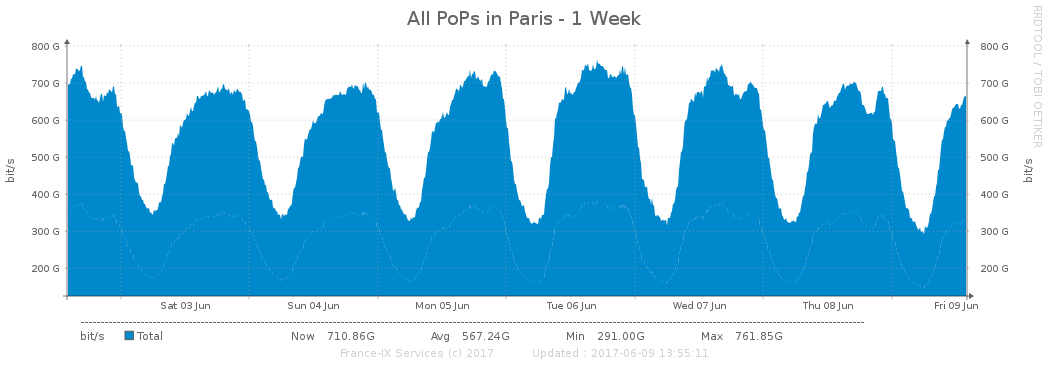 All PoPs in Paris - 1 Week
RRDTOOL / TOBI OETIKER
800 G 800 G
700 G 700 G
600 G 600 G
500 G 500 G
400 G 400 G
300 G 300 G
200 G 200 G
bit/s bit/s
Sat 03 Jun Sun 04 Jun Mon 05 Jun Tue 06 Jun Wed 07 Jun Thu 08 Jun Fri 09 Jun
bit/s Total Now 710.86G Avg 567.24G Min 291.00G Max 761.85G
France-IX Services (c) 2017 Updated : 2017-06-09 13:55:11